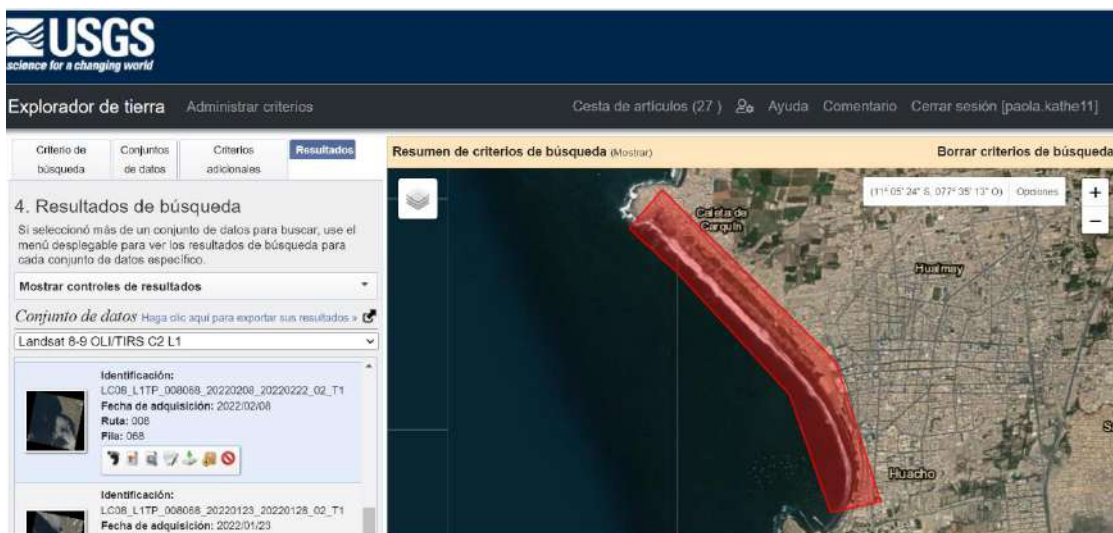 USGS
science for a changing world
Explorador de tierra Administrar criterios Cesta de artículos (27 ) Ayuda Comentario Cerrar sesión [paola.kathe11]
Criterio de búsqueda
Conjuntos de datos
Criterios adicionales
Resultados
Resumen de criterios de búsqueda (Mostrar) Borrar criterios de búsqueda
4. Resultados de búsqueda
Si seleccionó más de un conjunto de datos para buscar, use el
menú desplegable para ver los resultados de búsqueda para
cada conjunto de datos específico.
Mostrar controles de resultados
Conjunto de datos Haga clic aquí para exportar sus resultados »
Landsat 8-9 OLI/TIRS C2 L1
Identificación:
LC08_L1TP_008068_20220208_20220222_02_T1
Fecha de adquisición: 2022/02/08
Ruta: 008
Fila: 068
Identificación:
LC08_L1TP_008068_20220123_20220128_02_T1
Fecha de adquisición: 2022/01/23
(11° 05' 24" S, 077° 35' 13" O) Opciones
+
−
Caleta de
Carquín
Hualmay
Huacho